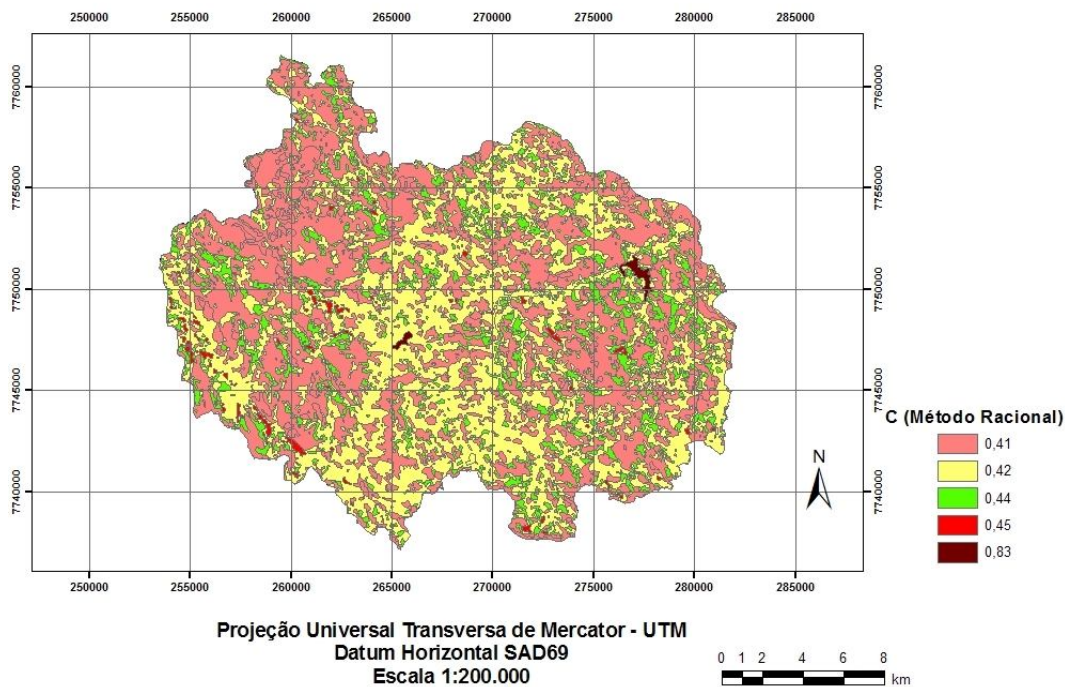 250000 255000 260000 265000 270000 275000 280000 285000
7760000 7760000
7755000 7755000
7750000 7750000
7745000 7745000
7740000 7740000
C (Método Racional)
0,41
0,42
0,44
0,45
0,83
N
250000 255000 260000 265000 270000 275000 280000 285000
Projeção Universal Transversa de Mercator - UTM
Datum Horizontal SAD69
Escala 1:200.000
0 1 2 4 6 8
km